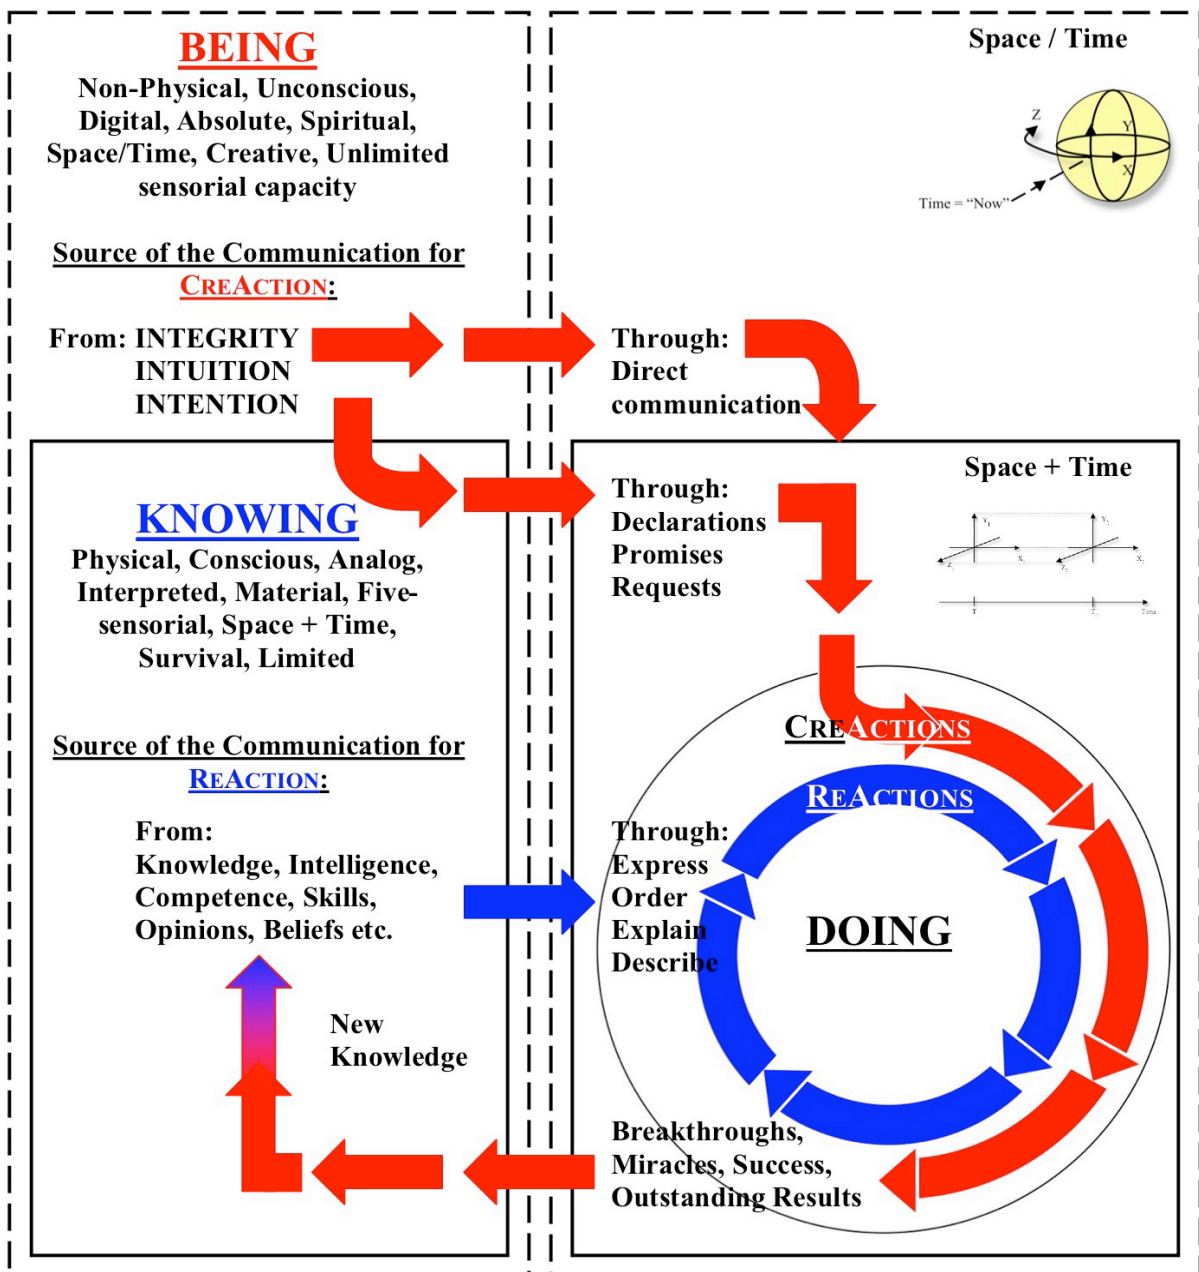 BEING
Non-Physical, Unconscious,
Digital, Absolute, Spiritual,
Space/Time, Creative, Unlimited
sensorial capacity
Source of the Communication for
CREACTION:
From: INTEGRITY
INTUITION
INTENTION
Space / Time
Z
Y
X
Time = “Now”
Through:
Direct
communication
KNOWING
Physical, Conscious, Analog,
Interpreted, Material, Five-
sensorial, Space + Time,
Survival, Limited
Source of the Communication for
REACTION:
From:
Knowledge, Intelligence,
Competence, Skills,
Opinions, Beliefs etc.
New
Knowledge
Space + Time
Through:
Declarations
Promises
Requests
Time
CREACTIONS
REACTIONS
Through:
Express
Order
Explain
Describe
DOING
Breakthroughs,
Miracles, Success,
Outstanding Results